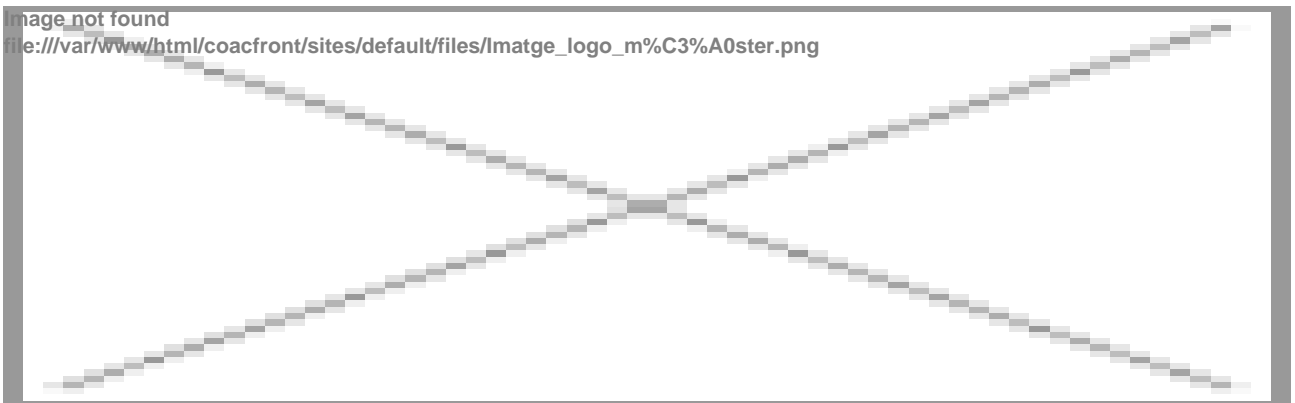 Image not found
file:///var/www/html/coacfront/sites/default/files/Imatge_logo_m%C3%A0ster.png